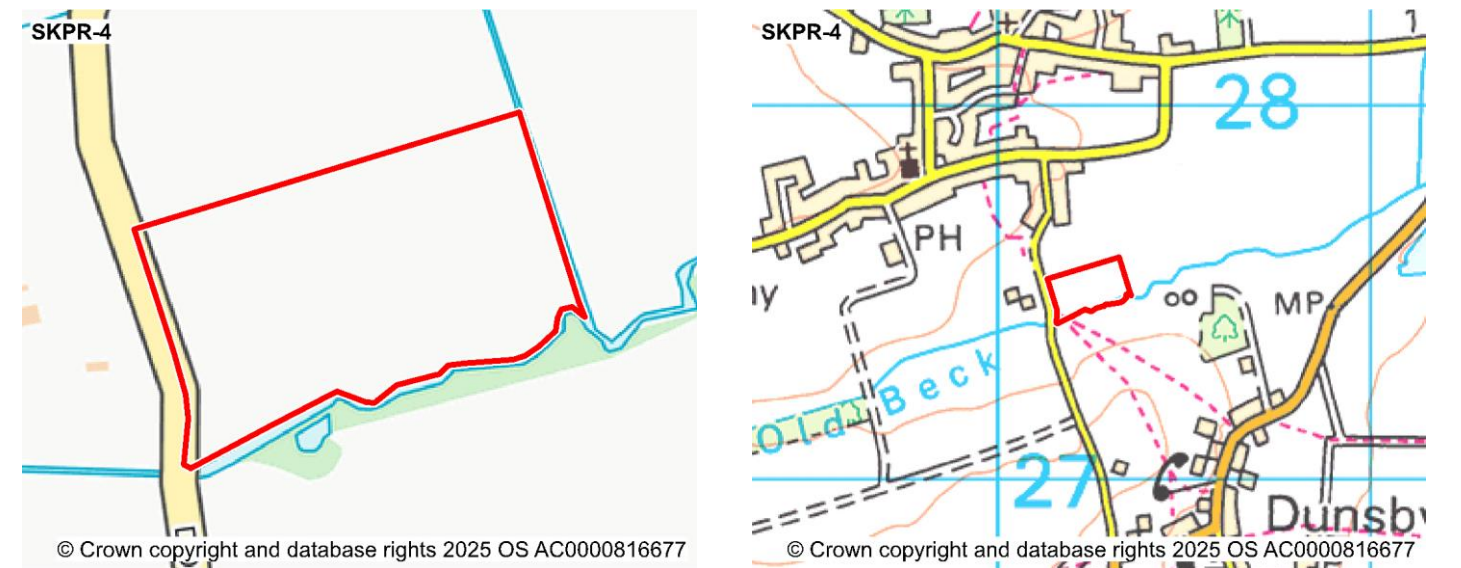 SKPR-4
© Crown copyright and database rights 2025 OS AC0000816677
SKPR-4
28
PH
MP
Old Beck
27
Dunsby
© Crown copyright and database rights 2025 OS AC0000816677